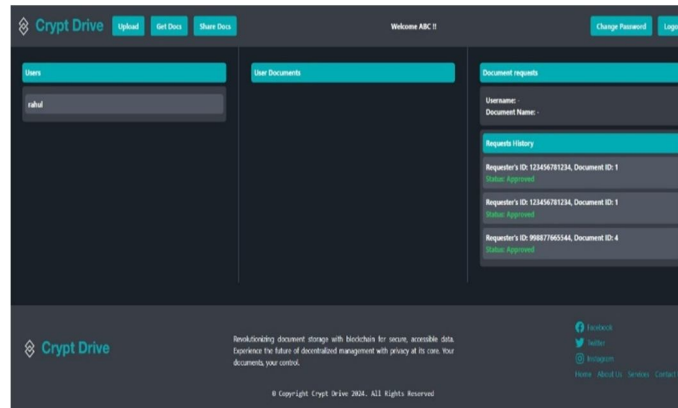 Crypt Drive Upload Get Docs Share Docs Welcome ABC !! Change Password
Users
rahul
User Documents
Document requests
Username: -
Document Name: -
Requests History
Requester's ID: 123456781234, Document ID: 1
Status: Approved
Requester's ID: 123456781234, Document ID: 1
Status: Approved
Requester's ID: 998877665544, Document ID: 4
Status: Approved
Crypt Drive
Revolutionizing document storage with blockchain for secure, accessible data.
Experience the future of decentralized management with privacy at its core. Your
documents, your control.
Facebook
Twitter
Instagram
Home About Us Services Contact
© Copyright Crypt Drive 2024. All Rights Reserved